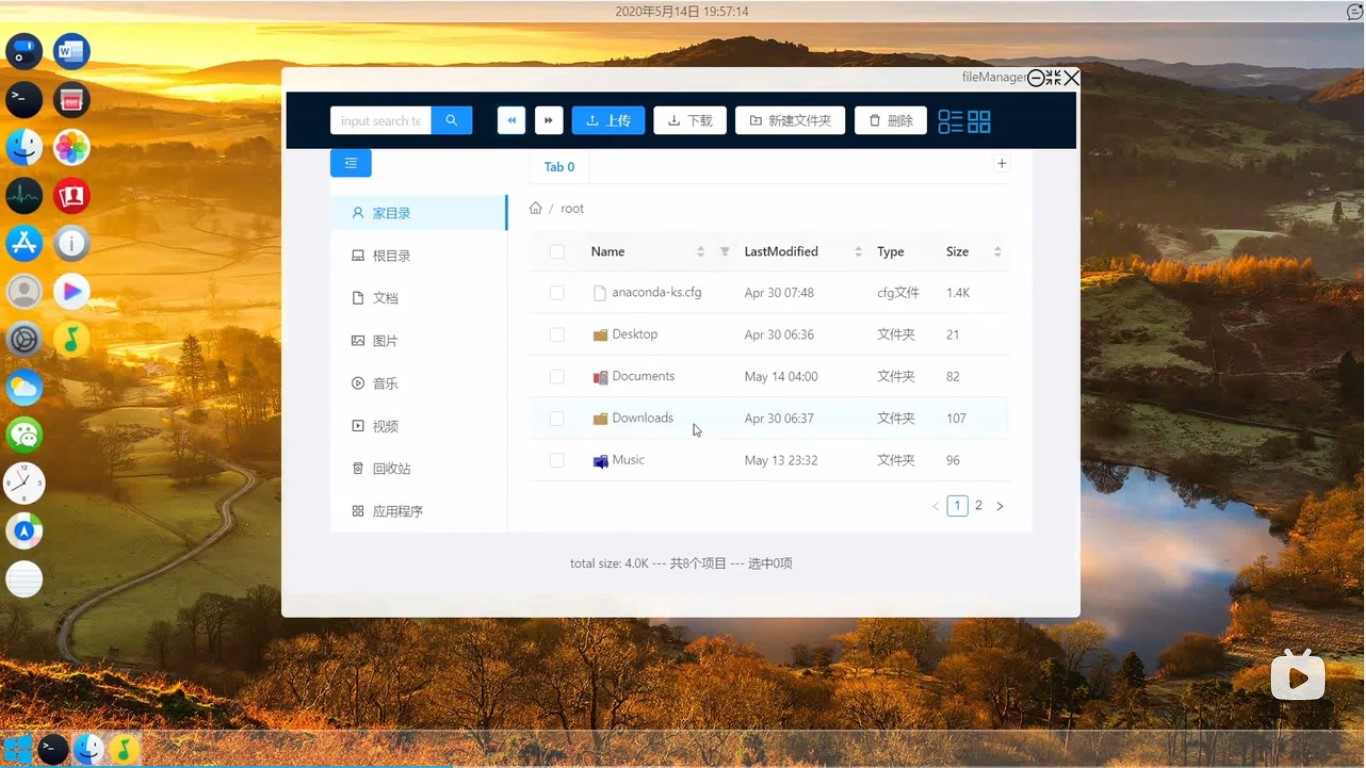 2020年5月14日 19:57:14
fileManager
input search te
上传
下载
新建文件夹
删除
Tab 0
家目录
根目录
文档
图片
音乐
视频
回收站
应用程序
/ root
Name LastModified Type Size
anaconda-ks.cfg Apr 30 07:48 cfg文件 1.4K
Desktop Apr 30 06:36 文件夹 21
Documents May 14 04:00 文件夹 82
Downloads Apr 30 06:37 文件夹 107
Music May 13 23:32 文件夹 96
< 1 2 >
total size: 4.0K --- 共8个项目 --- 选中0项